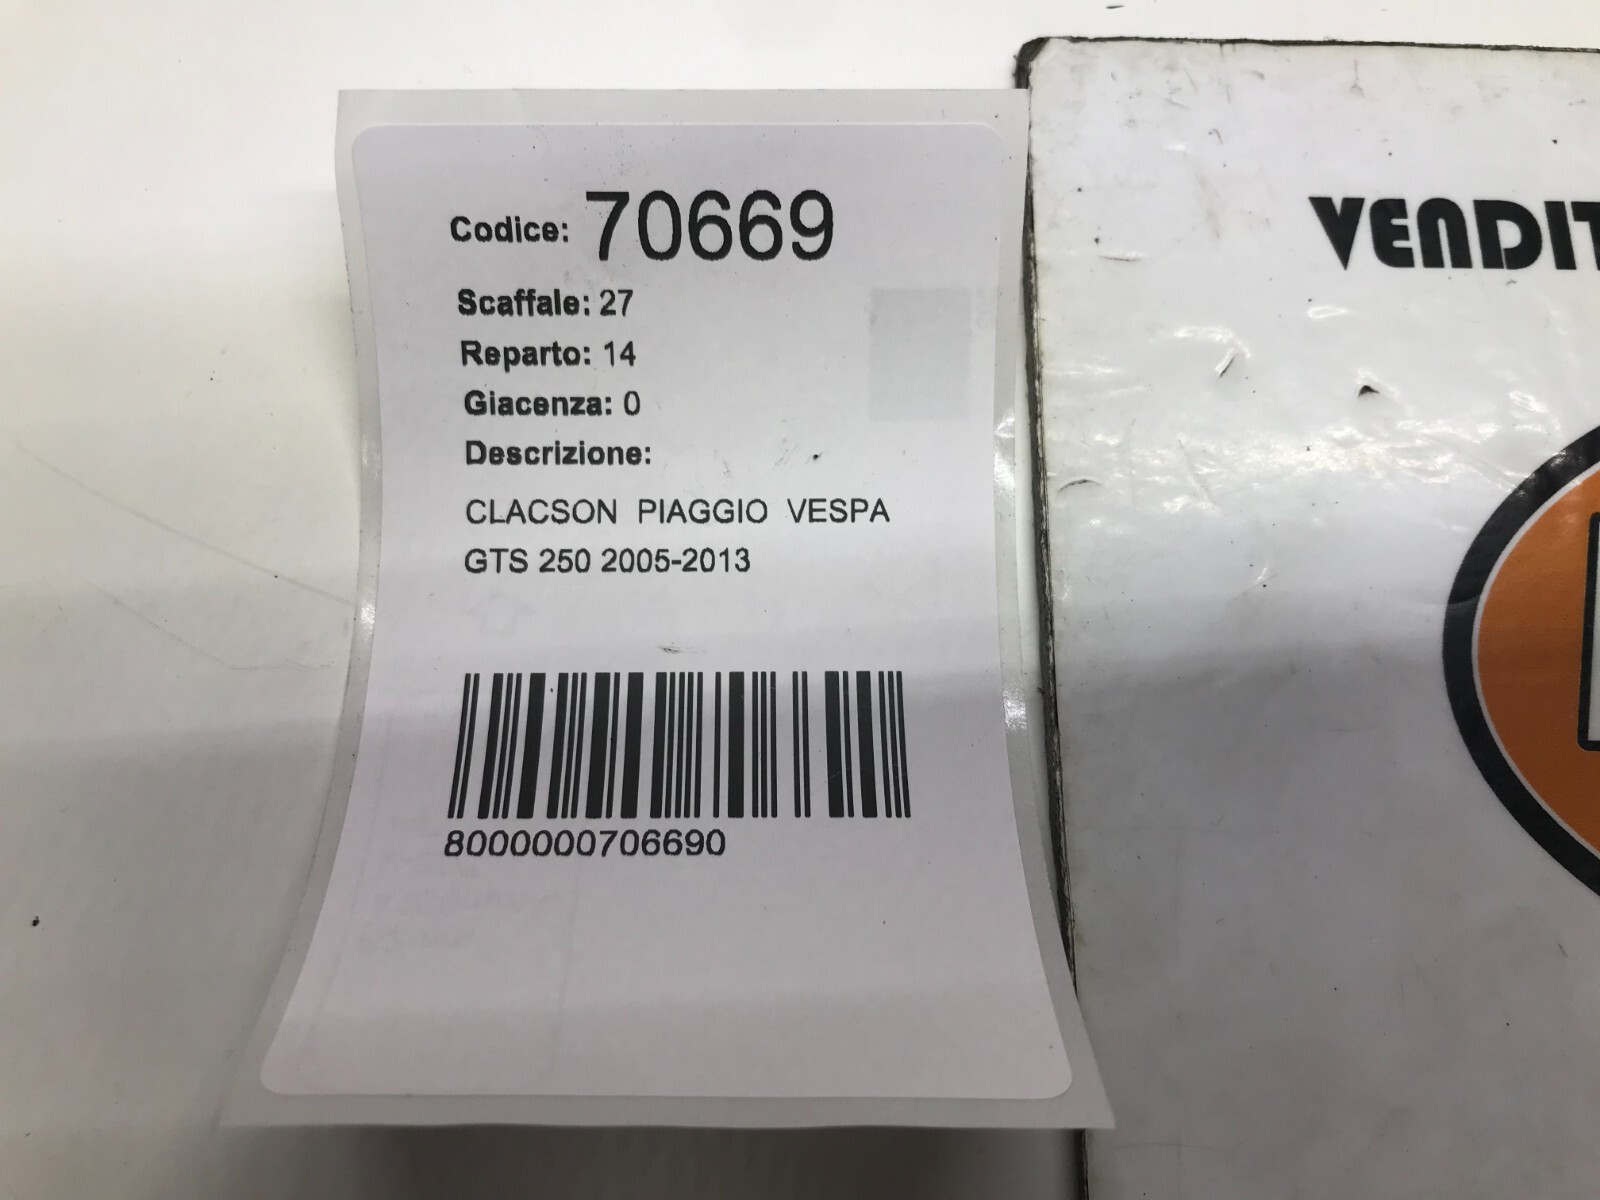 Codice: 70669
Scaffale: 27
Reparto: 14
Giacenza: 0
Descrizione:
CLACSON PIAGGIO VESPA
GTS 250 2005-2013
8000000706690
VENDIT